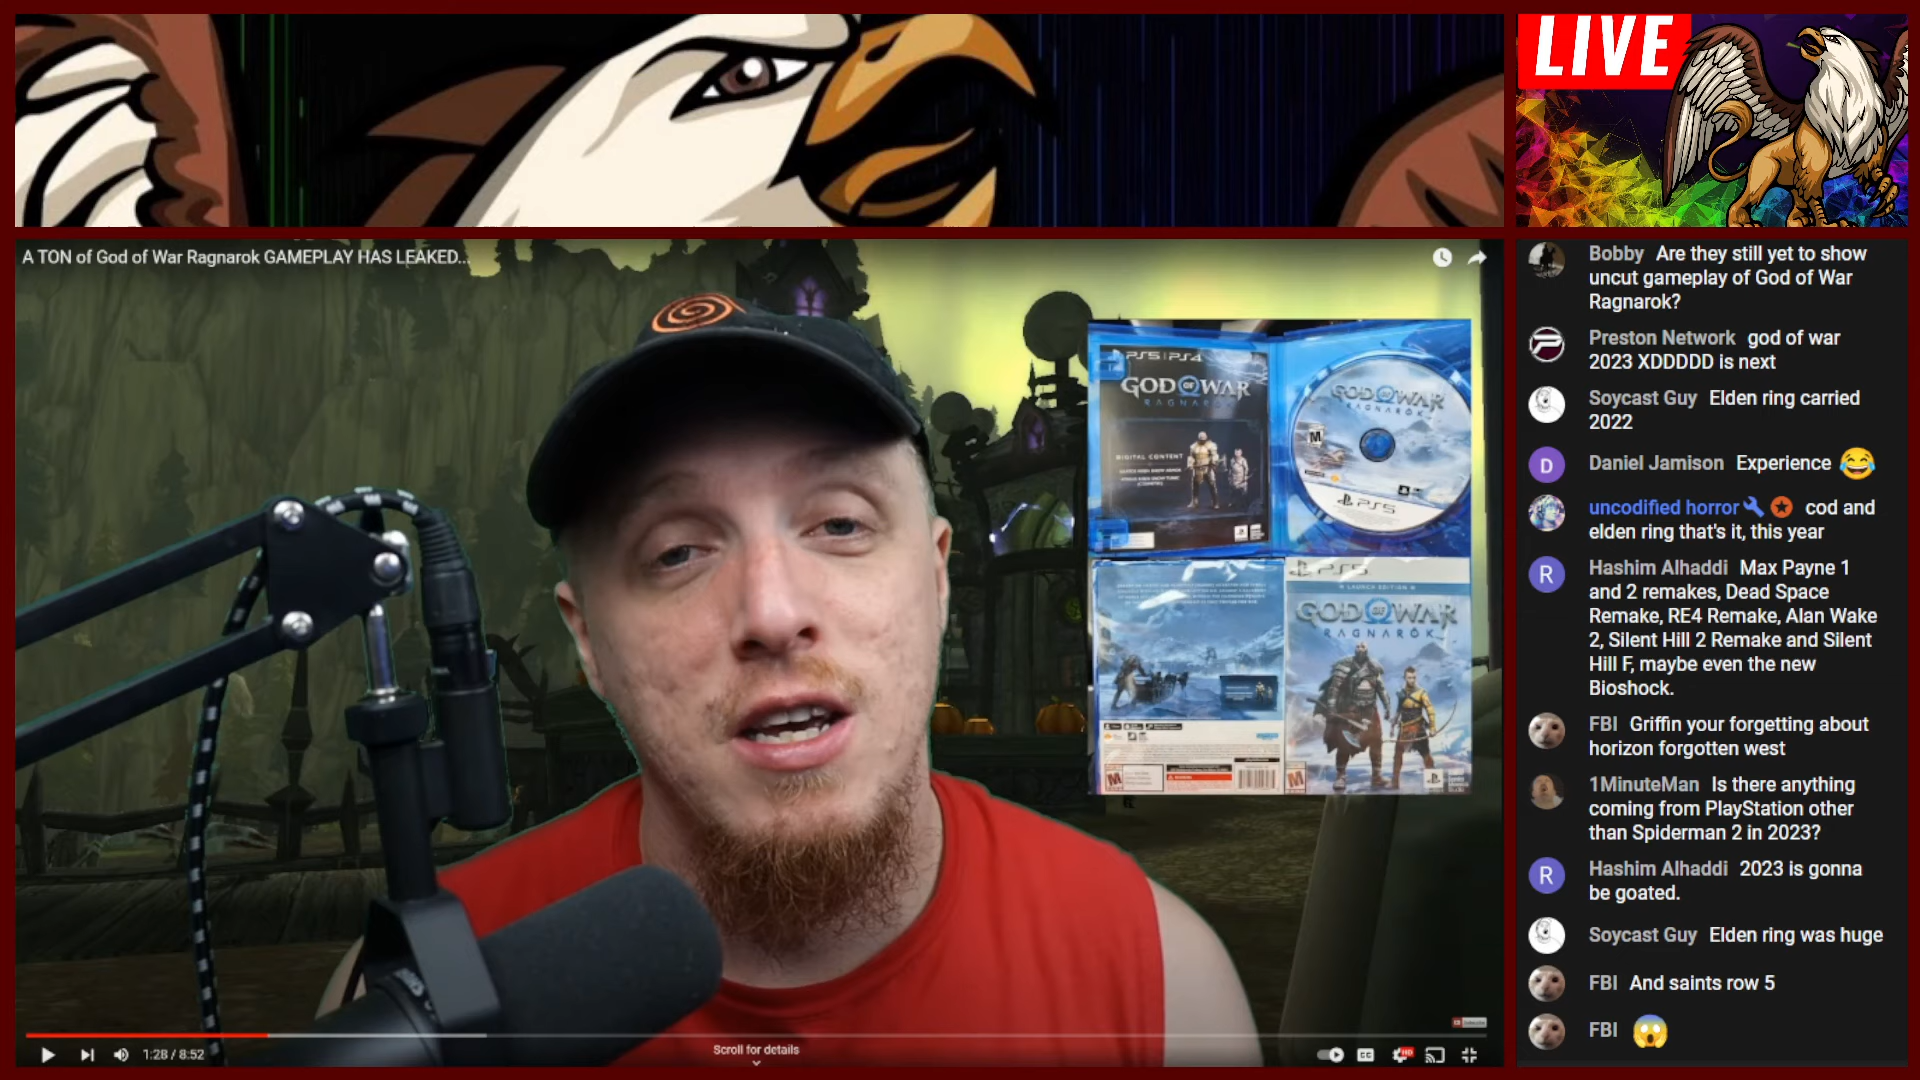 LIVE
A TON of God of War Ragnarok GAMEPLAY HAS LEAKED...
PS5 | PS4
GOD OF WAR
RAGNARÖK
DIGITAL CONTENT
GOD OF WAR
RAGNARÖK
M
PS5
PS5
LAUNCH EDITION
GOD OF WAR
RAGNARÖK
M
M
1:28 / 8:52
Scroll for details
CC
HD
Bobby Are they still yet to show
uncut gameplay of God of War
Ragnarok?
Preston Network god of war
2023 XDDDDD is next
Soycast Guy Elden ring carried
2022
D
Daniel Jamison Experience 😂
uncodified horror cod and
elden ring that's it, this year
R
Hashim Alhaddi Max Payne 1
and 2 remakes, Dead Space
Remake, RE4 Remake, Alan Wake
2, Silent Hill 2 Remake and Silent
Hill F, maybe even the new
Bioshock.
FBI Griffin your forgetting about
horizon forgotten west
1MinuteMan Is there anything
coming from PlayStation other
than Spiderman 2 in 2023?
R
Hashim Alhaddi 2023 is gonna
be goated.
Soycast Guy Elden ring was huge
FBI And saints row 5
FBI 😱